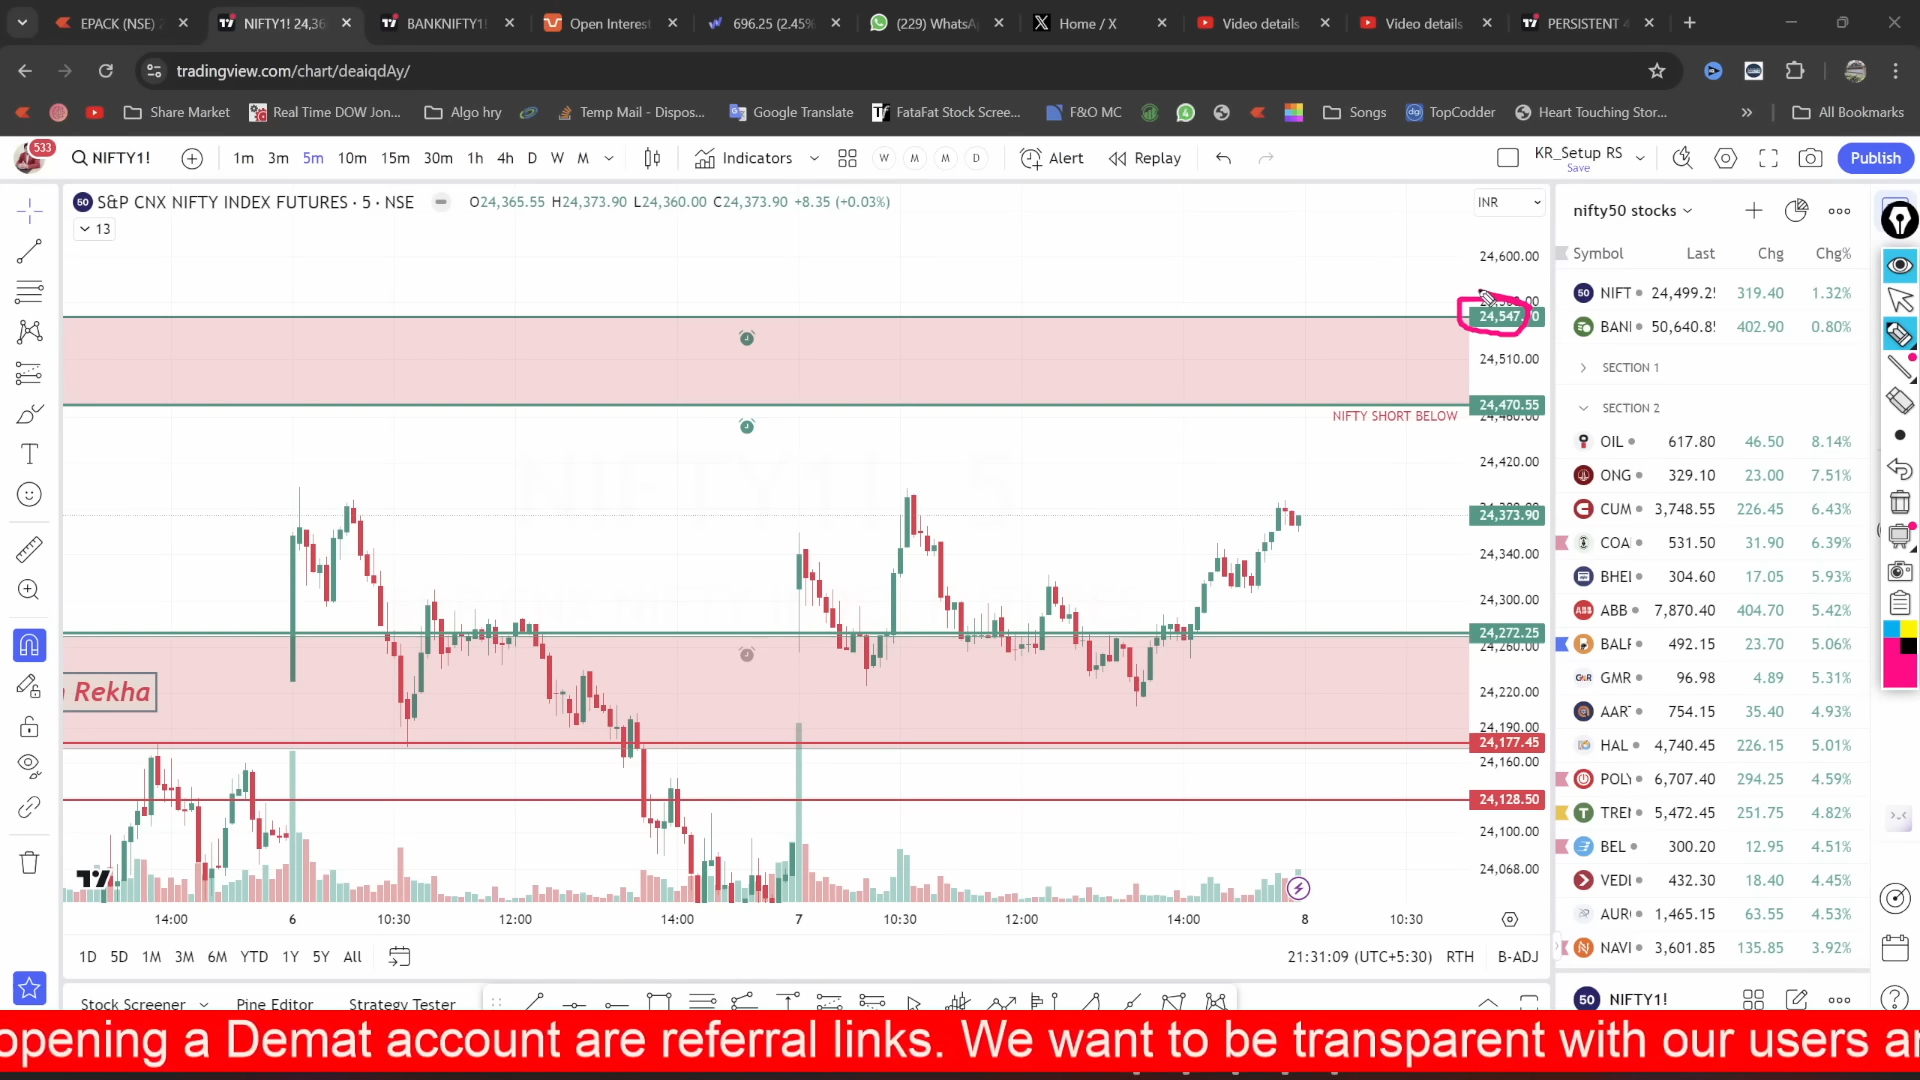 EPACK (NSE)
NIFTY1! 24,36
BANKNIFTY1!
Open Interes
696.25 (2.45%
(229) WhatsA
Home / X
Video details
Video details
PERSISTENT 4
tradingview.com/chart/deaiqdAy/
Share Market
Real Time DOW Jon...
Algo hry
Temp Mail - Dispos...
Google Translate
FataFat Stock Scree...
F&O MC
Songs
TopCodder
Heart Touching Stor...
All Bookmarks
533
NIFTY1!
1m 3m 5m 10m 15m 30m 1h 4h D W M
Indicators
W M M D
Alert
Replay
KR_Setup RS
Save
Publish
50 S&P CNX NIFTY INDEX FUTURES · 5 · NSE
O24,365.55 H24,373.90 L24,360.00 C24,373.90 +8.35 (+0.03%)
INR
13
24,600.00
24,547.70
24,510.00
24,470.55
NIFTY SHORT BELOW
24,420.00
24,373.90
24,340.00
24,300.00
24,272.25
24,260.00
24,220.00
24,190.00
24,177.45
24,160.00
24,128.50
24,100.00
24,068.00
Rekha
14:00 6 10:30 12:00 14:00 7 10:30 12:00 14:00 8 10:30
1D 5D 1M 3M 6M YTD 1Y 5Y All
21:31:09 (UTC+5:30) RTH B-ADJ
Stock Screener
Pine Editor
Strategy Tester
nifty50 stocks
Symbol Last Chg Chg%
50 NIFT 24,499.2 319.40 1.32%
BANI 50,640.8 402.90 0.80%
SECTION 1
SECTION 2
OIL 617.80 46.50 8.14%
ONG 329.10 23.00 7.51%
CUM 3,748.55 226.45 6.43%
COA 531.50 31.90 6.39%
BHEI 304.60 17.05 5.93%
ABB 7,870.40 404.70 5.42%
BALF 492.15 23.70 5.06%
GMR 96.98 4.89 5.31%
AAR 754.15 35.40 4.93%
HAL 4,740.45 226.15 5.01%
POLY 6,707.40 294.25 4.59%
TREI 5,472.45 251.75 4.82%
BEL 300.20 12.95 4.51%
VEDL 432.30 18.40 4.45%
AUR 1,465.15 63.55 4.53%
NAVI 3,601.85 135.85 3.92%
50 NIFTY1!
opening a Demat account are referral links. We want to be transparent with our users a